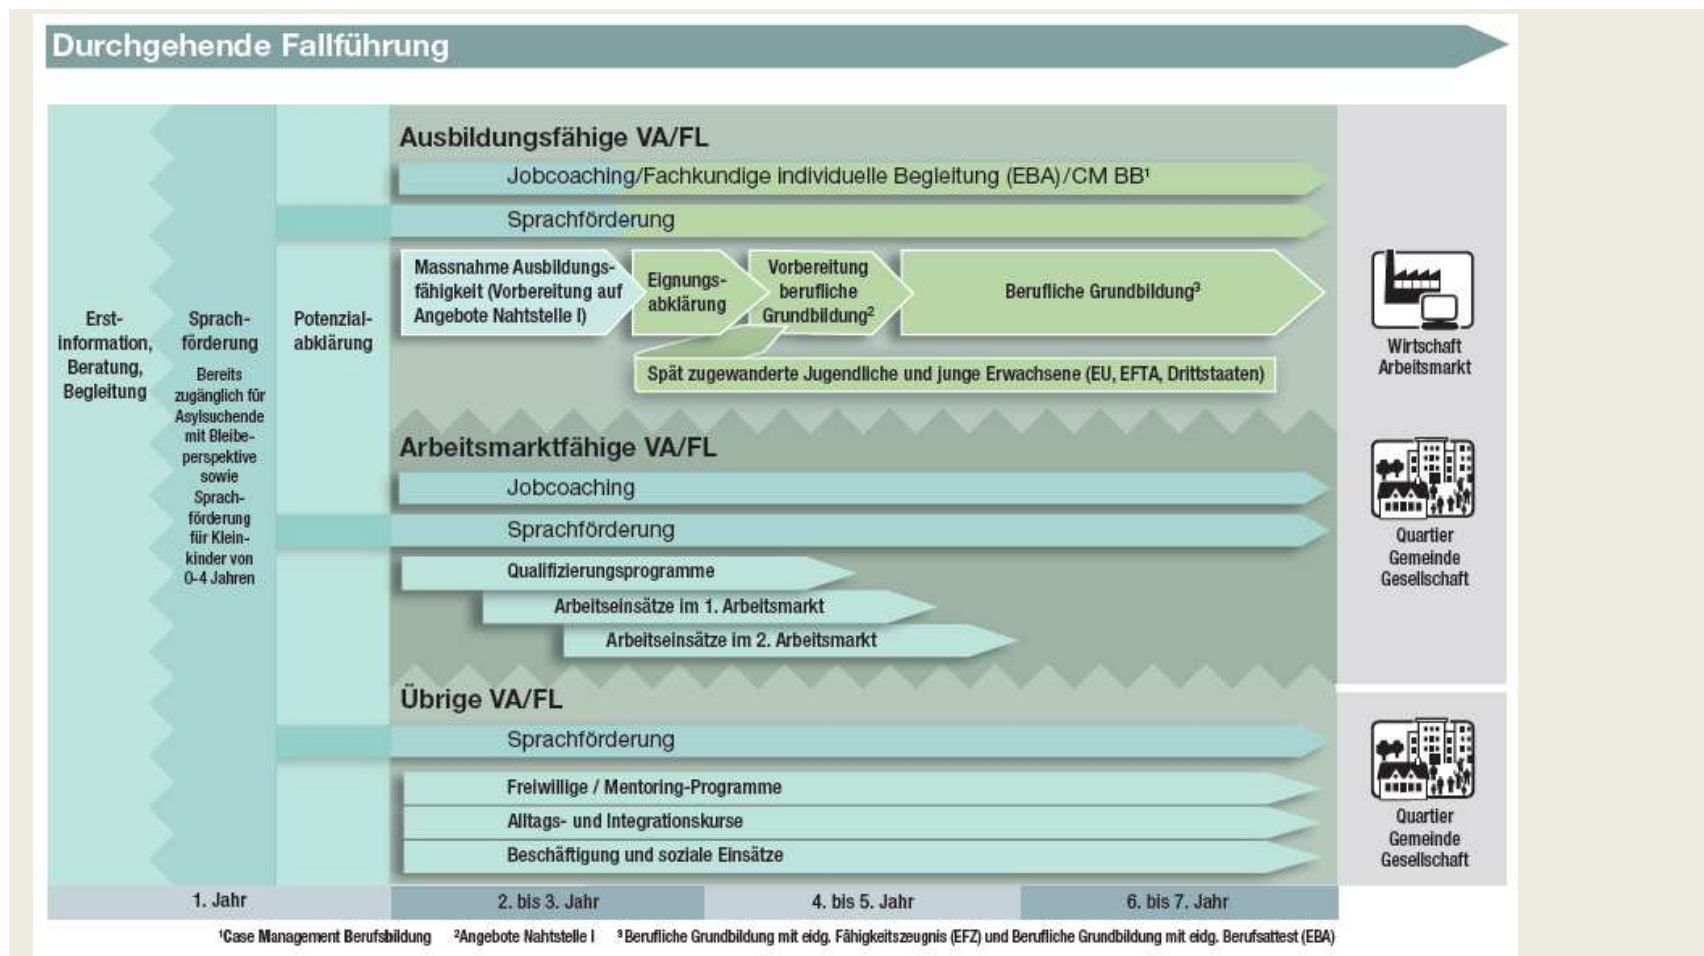 Durchgehende Fallführung
Erst-
information,
Beratung,
Begleitung
Sprach-
förderung
Bereits
zugänglich für
Asylsuchende
mit Bleibe-
perspektive
sowie
Sprach-
förderung
für Klein-
kinder von
0-4 Jahren
Potenzial-
abklärung
Ausbildungsfähige VA/FL
Jobcoaching/Fachkundige individuelle Begleitung (EBA)/CM BB¹
Sprachförderung
Massnahme Ausbildungs-
fähigkeit (Vorbereitung auf
Angebote Nahtstelle I)
Eignungs-
abklärung
Vorbereitung
berufliche
Grundbildung²
Berufliche Grundbildung³
Spät zugewanderte Jugendliche und junge Erwachsene (EU, EFTA, Drittstaaten)
Arbeitsmarktfähige VA/FL
Jobcoaching
Sprachförderung
Qualifizierungsprogramme
Arbeitseinsätze im 1. Arbeitsmarkt
Arbeitseinsätze im 2. Arbeitsmarkt
Übrige VA/FL
Sprachförderung
Freiwillige / Mentoring-Programme
Alltags- und Integrationskurse
Beschäftigung und soziale Einsätze
Wirtschaft
Arbeitsmarkt
Quartier
Gemeinde
Gesellschaft
Quartier
Gemeinde
Gesellschaft
1. Jahr
2. bis 3. Jahr
4. bis 5. Jahr
6. bis 7. Jahr
¹Case Management Berufsbildung ²Angebote Nahtstelle I ³Berufliche Grundbildung mit eidg. Fähigkeitszeugnis (EFZ) und Berufliche Grundbildung mit eidg. Berufsattest (EBA)